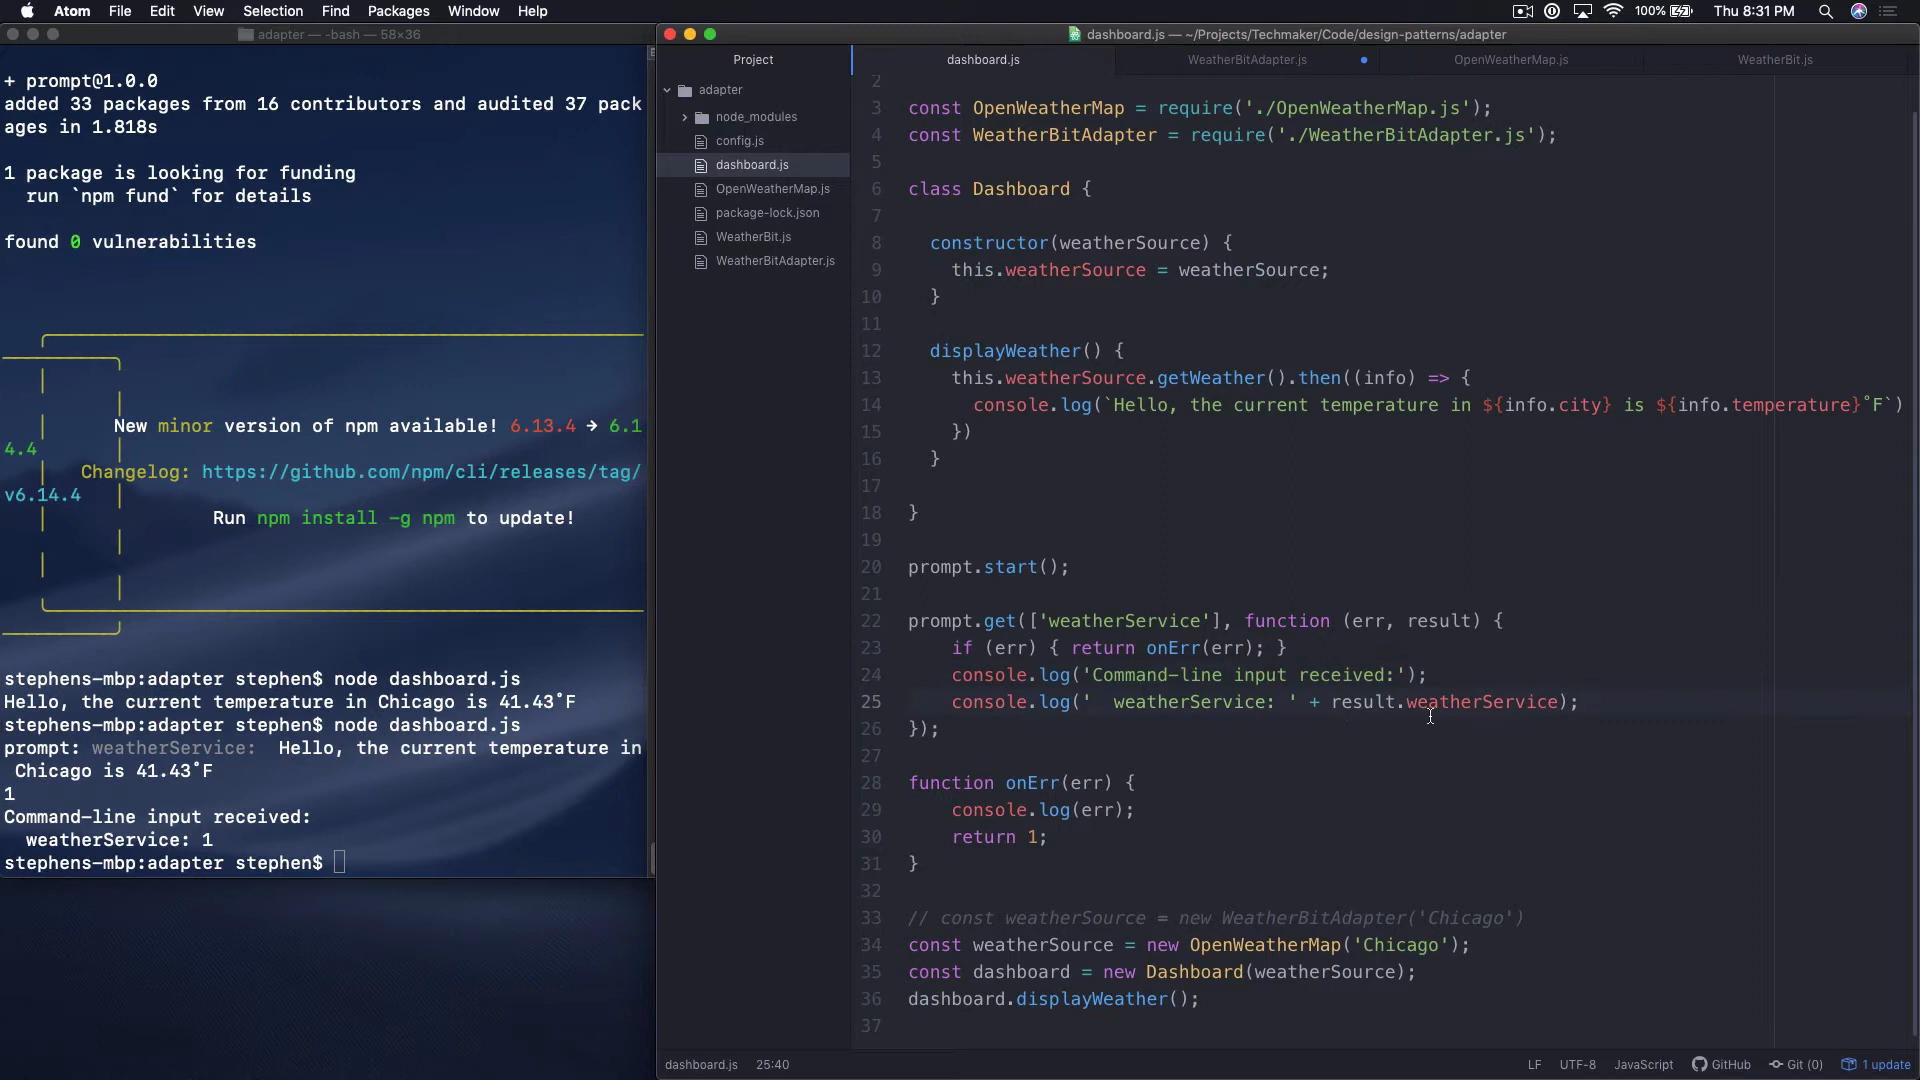 Atom File Edit View Selection Find Packages Window Help
100% Thu 8:31 PM
adapter — -bash — 58×36
+ prompt@1.0.0
added 33 packages from 16 contributors and audited 37 pack
ages in 1.818s
1 package is looking for funding
run `npm fund` for details
found 0 vulnerabilities
New minor version of npm available! 6.13.4 → 6.1
4.4
Changelog: https://github.com/npm/cli/releases/tag/
v6.14.4
Run npm install -g npm to update!
stephens-mbp:adapter stephen$ node dashboard.js
Hello, the current temperature in Chicago is 41.43˚F
stephens-mbp:adapter stephen$ node dashboard.js
prompt: weatherService:  Hello, the current temperature in
Chicago is 41.43˚F
1
Command-line input received:
weatherService: 1
stephens-mbp:adapter stephen$
dashboard.js — ~/Projects/Techmaker/Code/design-patterns/adapter
Project
adapter
node_modules
config.js
dashboard.js
OpenWeatherMap.js
package-lock.json
WeatherBit.js
WeatherBitAdapter.js
dashboard.js WeatherBitAdapter.js OpenWeatherMap.js WeatherBit.js
2
3 const OpenWeatherMap = require('./OpenWeatherMap.js');
4 const WeatherBitAdapter = require('./WeatherBitAdapter.js');
5
6 class Dashboard {
7
8 constructor(weatherSource) {
9 this.weatherSource = weatherSource;
10 }
11
12 displayWeather() {
13 this.weatherSource.getWeather().then((info) => {
14 console.log(`Hello, the current temperature in ${info.city} is ${info.temperature}˚F`)
15 })
16 }
17
18 }
19
20 prompt.start();
21
22 prompt.get(['weatherService'], function (err, result) {
23 if (err) { return onErr(err); }
24 console.log('Command-line input received:');
25 console.log('  weatherService: ' + result.weatherService);
26 });
27
28 function onErr(err) {
29 console.log(err);
30 return 1;
31 }
32
33 // const weatherSource = new WeatherBitAdapter('Chicago')
34 const weatherSource = new OpenWeatherMap('Chicago');
35 const dashboard = new Dashboard(weatherSource);
36 dashboard.displayWeather();
37
dashboard.js 25:40 LF UTF-8 JavaScript GitHub Git (0) 1 update